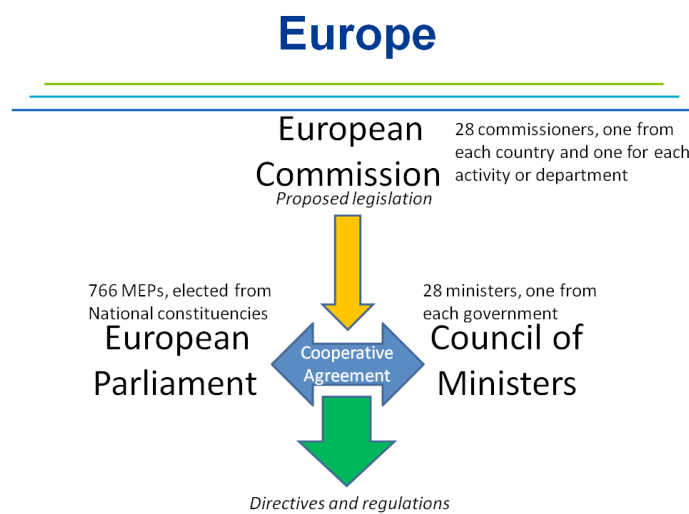 Europe
European
Commission
28 commissioners, one from
each country and one for each
activity or department
Proposed legislation
766 MEPs, elected from
National constituencies
European
Parliament
Cooperative
Agreement
28 ministers, one from
each government
Council of
Ministers
Directives and regulations